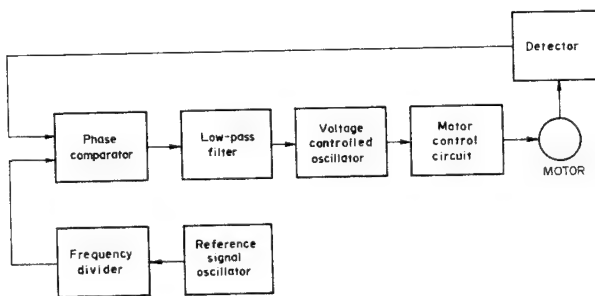 Detector
Phase
comparator
Low-pass
filter
Voltage
controlled
oscillator
Motor
control
circuit
MOTOR
Frequency
divider
Reference
signal
oscillator